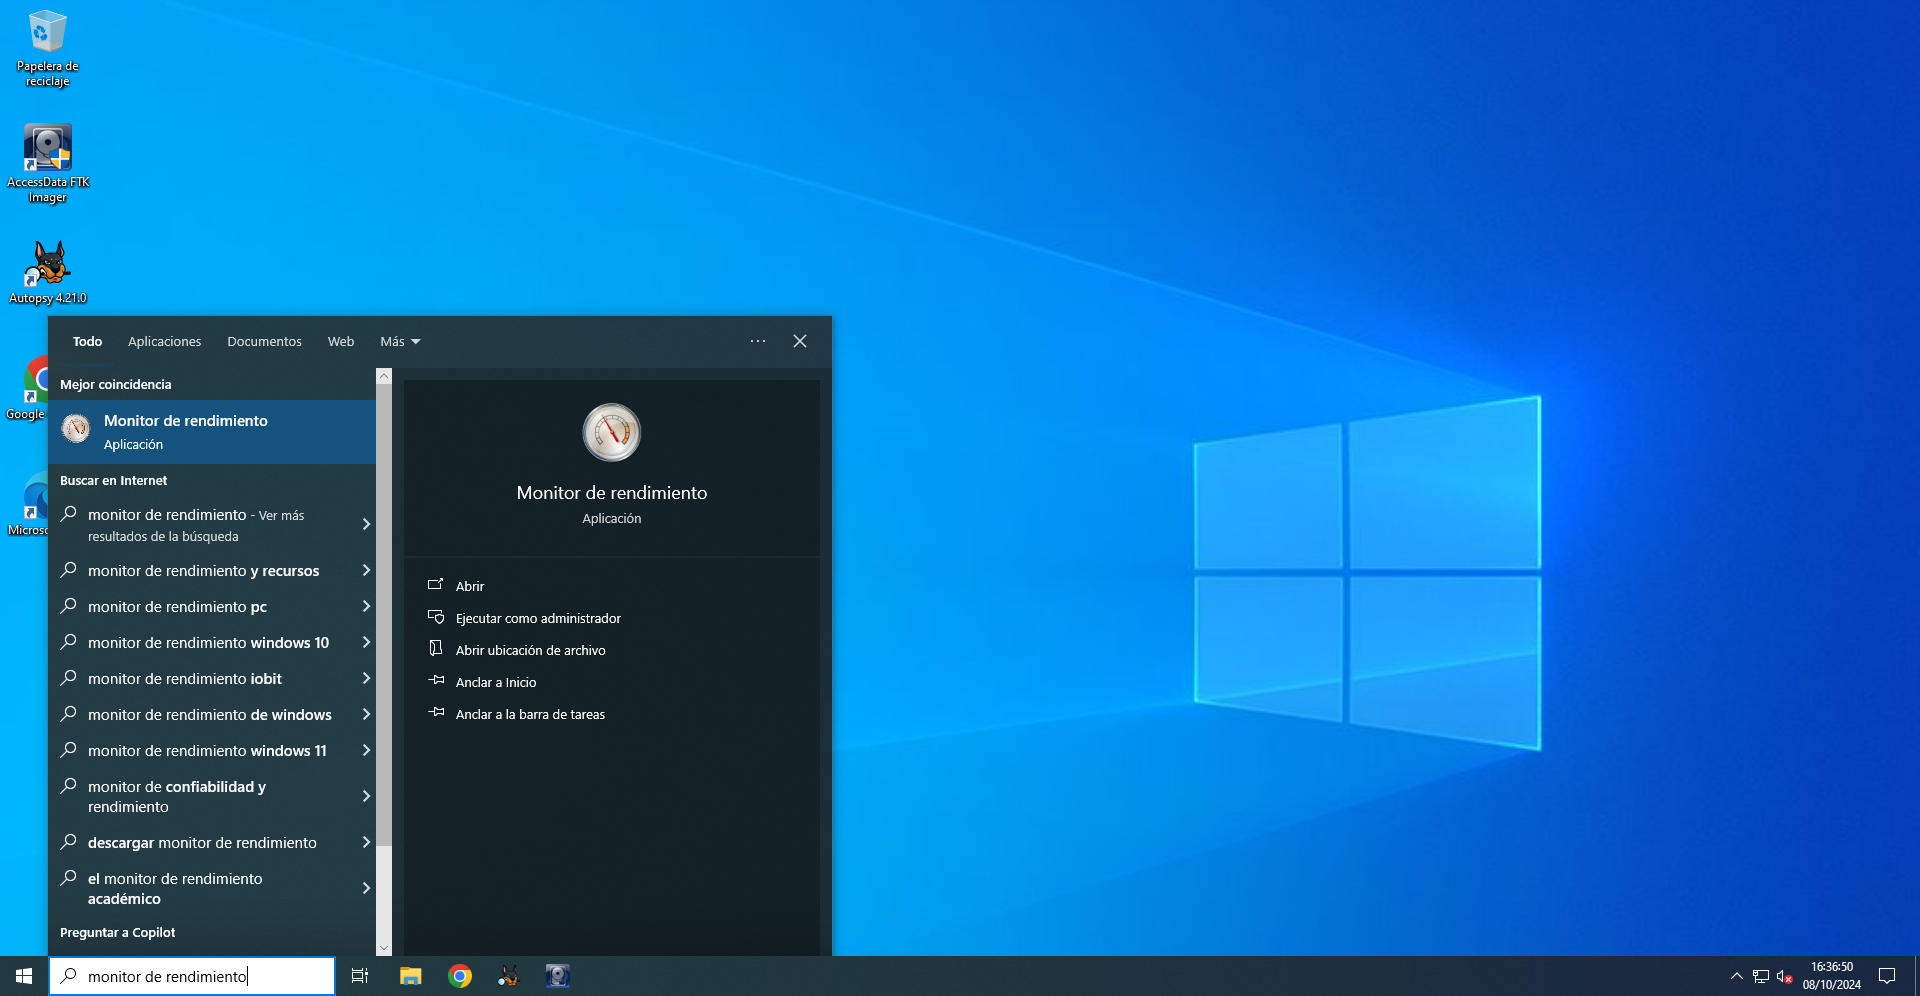 Papelera de
reciclaje
AccessData FTK
Imager
Autopsy 4.21.0
Google
Microso
Todo
Aplicaciones
Documentos
Web
Más
Mejor coincidencia
Monitor de rendimiento
Aplicación
Buscar en Internet
monitor de rendimiento - Ver más
resultados de la búsqueda
monitor de rendimiento y recursos
monitor de rendimiento pc
monitor de rendimiento windows 10
monitor de rendimiento iobit
monitor de rendimiento de windows
monitor de rendimiento windows 11
monitor de confiabilidad y
rendimiento
descargar monitor de rendimiento
el monitor de rendimiento
académico
Preguntar a Copilot
Monitor de rendimiento
Aplicación
Abrir
Ejecutar como administrador
Abrir ubicación de archivo
Anclar a Inicio
Anclar a la barra de tareas
monitor de rendimiento
16:36:50
08/10/2024